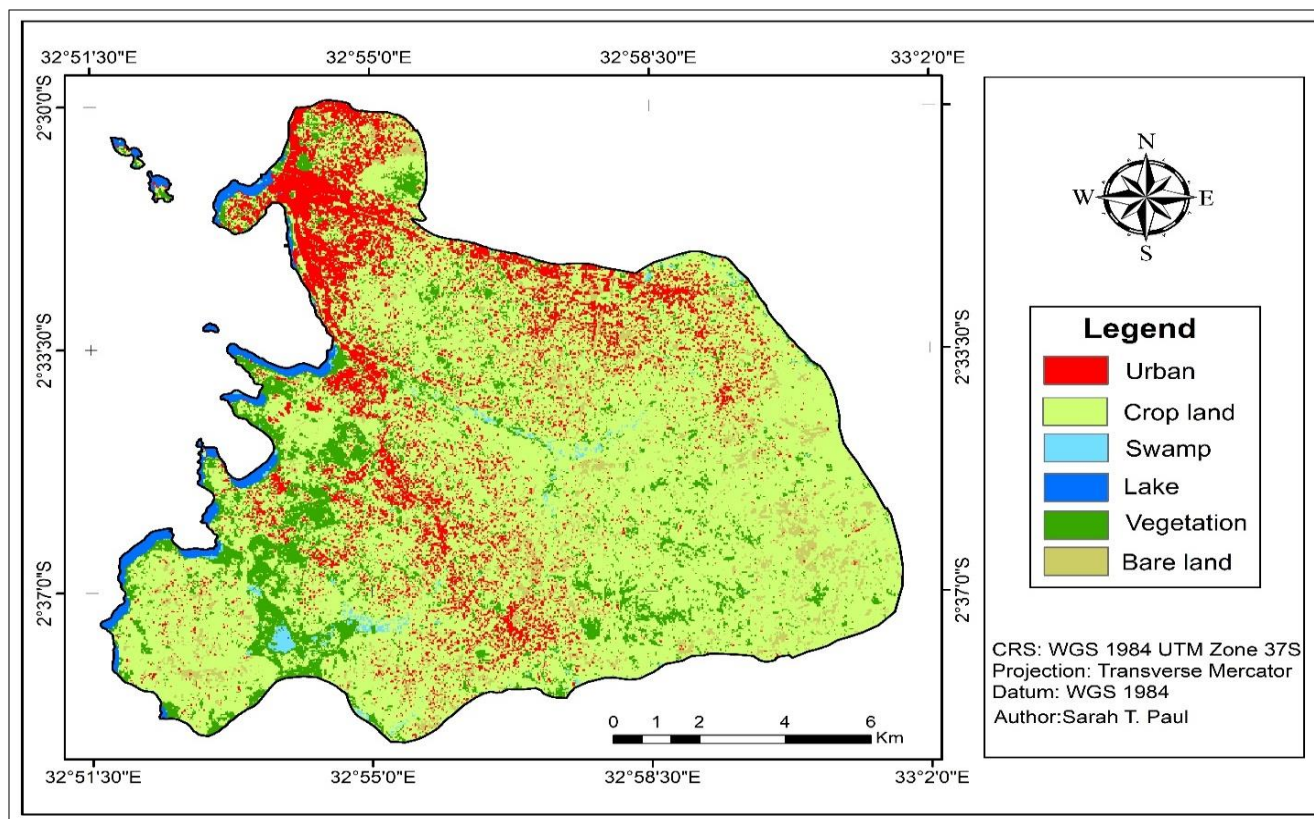 32°51'30"E 32°55'0"E 32°58'30"E 33°2'0"E
2°30'0"S
2°33'30"S 2°33'30"S
2°37'0"S 2°37'0"S
0 1 2 4 6
Km
32°51'30"E 32°55'0"E 32°58'30"E 33°2'0"E
N
W E
S
Legend
Urban
Crop land
Swamp
Lake
Vegetation
Bare land
CRS: WGS 1984 UTM Zone 37S
Projection: Transverse Mercator
Datum: WGS 1984
Author:Sarah T. Paul